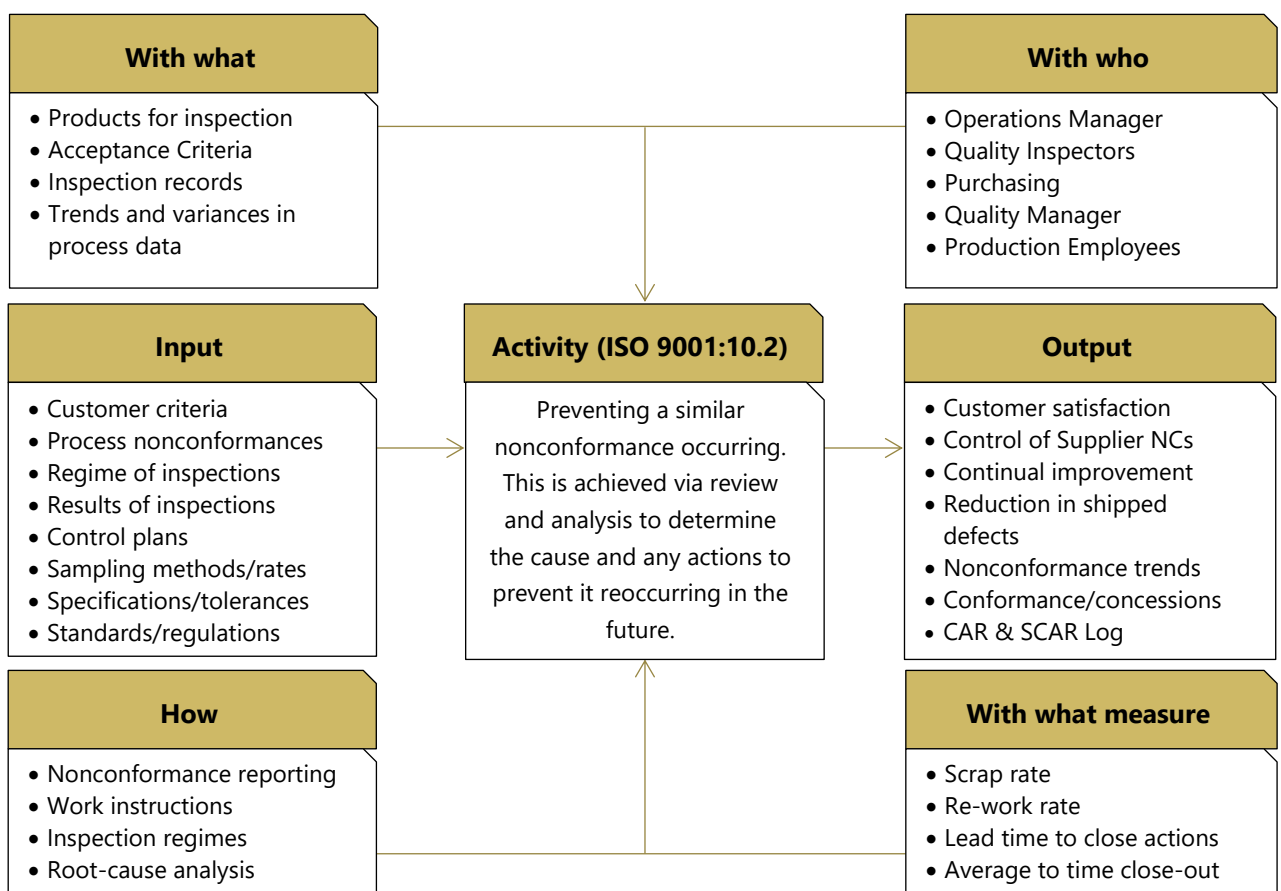 With what
• Products for inspection
• Acceptance Criteria
• Inspection records
• Trends and variances in
process data
With who
• Operations Manager
• Quality Inspectors
• Purchasing
• Quality Manager
• Production Employees
Input
• Customer criteria
• Process nonconformances
• Regime of inspections
• Results of inspections
• Control plans
• Sampling methods/rates
• Specifications/tolerances
• Standards/regulations
Activity (ISO 9001:10.2)
Preventing a similar
nonconformance occurring.
This is achieved via review
and analysis to determine
the cause and any actions to
prevent it reoccurring in the
future.
Output
• Customer satisfaction
• Control of Supplier NCs
• Continual improvement
• Reduction in shipped
defects
• Nonconformance trends
• Conformance/concessions
• CAR & SCAR Log
How
• Nonconformance reporting
• Work instructions
• Inspection regimes
• Root-cause analysis
With what measure
• Scrap rate
• Re-work rate
• Lead time to close actions
• Average to time close-out